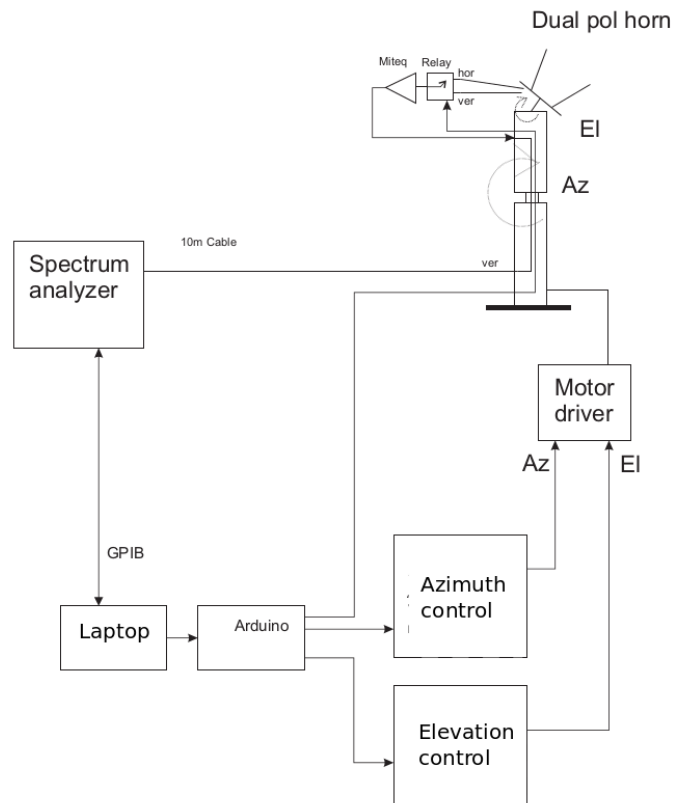 Dual pol horn
Miteq
Relay
hor
ver
El
Az
10m Cable
Spectrum
analyzer
ver
Motor
driver
Az
El
GPIB
Azimuth
control
Laptop
Arduino
Elevation
control